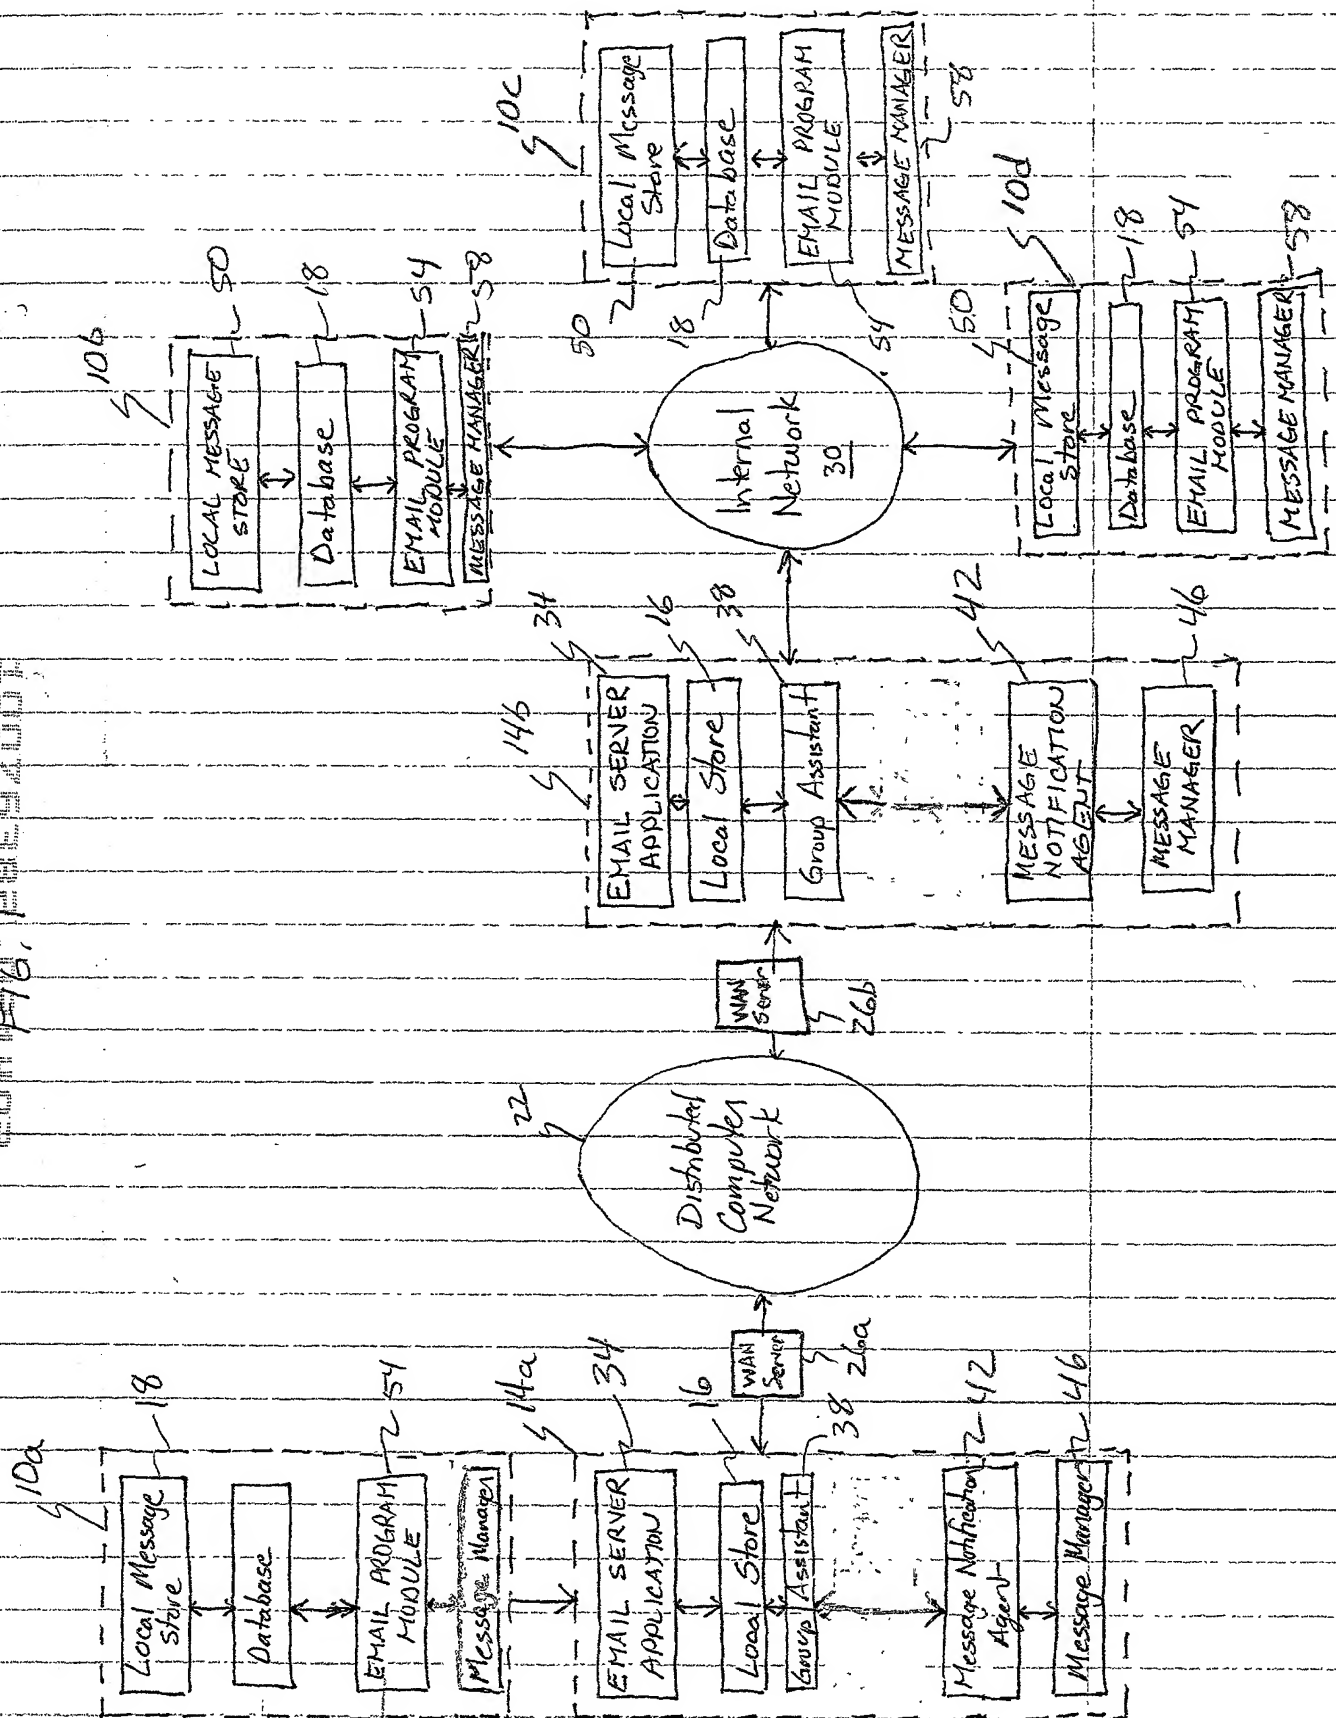 10a
Local Message
Store
18
Database
EMAIL PROGRAM
MODULE
54
Message Manager
14a
EMAIL SERVER
APPLICATION
34
Local Store
16
Group Assistant
38
Message Notification
Agent
42
Message Manager
46
WAN
Server
26a
Distributed
Computer
Network
22
WAN
Server
26b
14b
EMAIL SERVER
APPLICATION
34
Local Store
16
Group Assistant
38
MESSAGE
NOTIFICATION
AGENT
42
MESSAGE
MANAGER
46
Internal
Network
30
10b
LOCAL MESSAGE
STORE
50
Database
18
EMAIL PROGRAM
MODULE
54
MESSAGE MANAGER
58
10c
Local Message
Store
50
Database
18
EMAIL PROGRAM
MODULE
54
MESSAGE MANAGER
58
10d
Local Message
Store
50
Database
18
EMAIL PROGRAM
MODULE
54
MESSAGE MANAGER
58